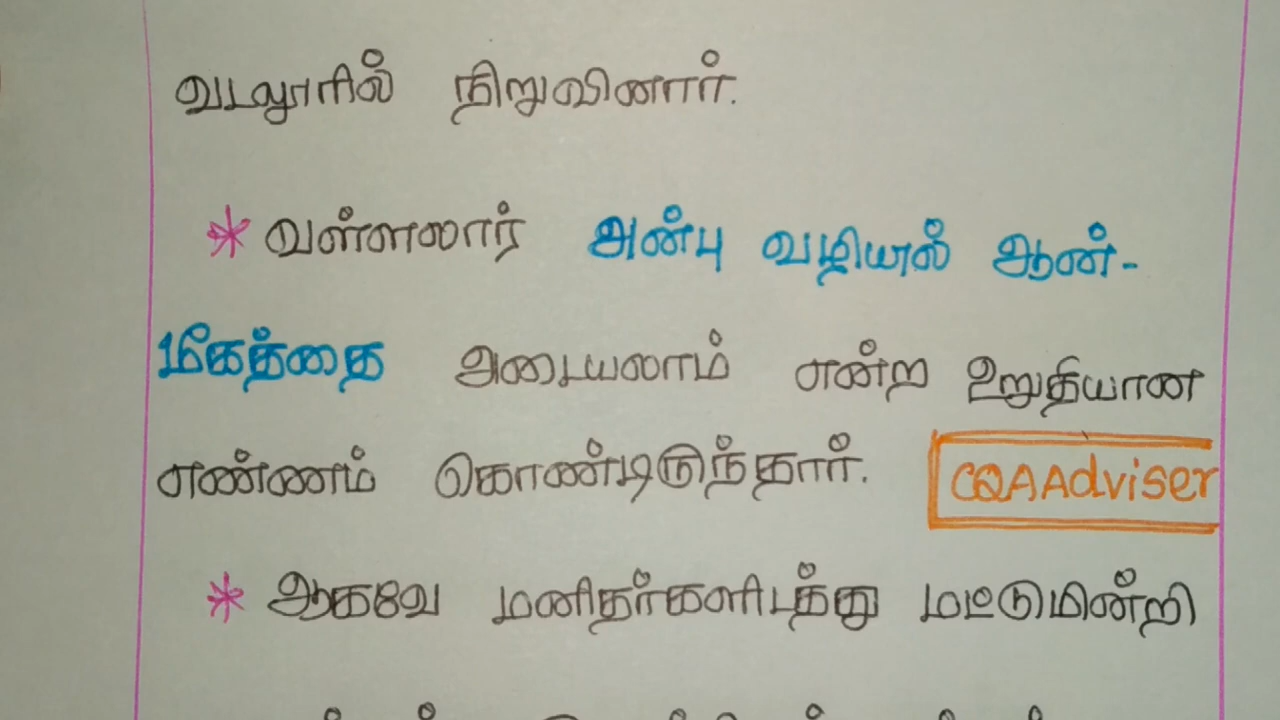 வடலூரில் நிறுவினார்.
* வள்ளலார் அன்பு வழியில் ஆன்-
மீகத்தை அடையலாம் என்ற உறுதியான
எண்ணம் கொண்டிடுந்தார். CQAAdviser
* ஆகவே மனிதர்களிடத்து மட்டுமின்றி